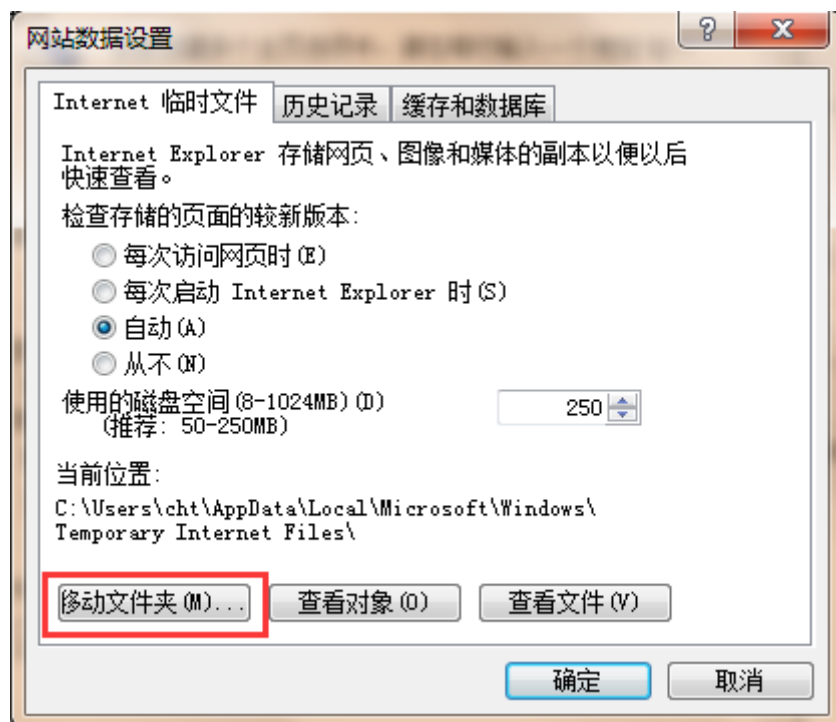 网站数据设置
Internet 临时文件 历史记录 缓存和数据库
Internet Explorer 存储网页、图像和媒体的副本以便以后
快速查看。
检查存储的页面的较新版本:
每次访问网页时(E)
每次启动 Internet Explorer 时(S)
自动(A)
从不(N)
使用的磁盘空间(8-1024MB)(D) 250
(推荐: 50-250MB)
当前位置:
C:\Users\cht\AppData\Local\Microsoft\Windows\
Temporary Internet Files\
移动文件夹(M)... 查看对象(O) 查看文件(V)
确定 取消